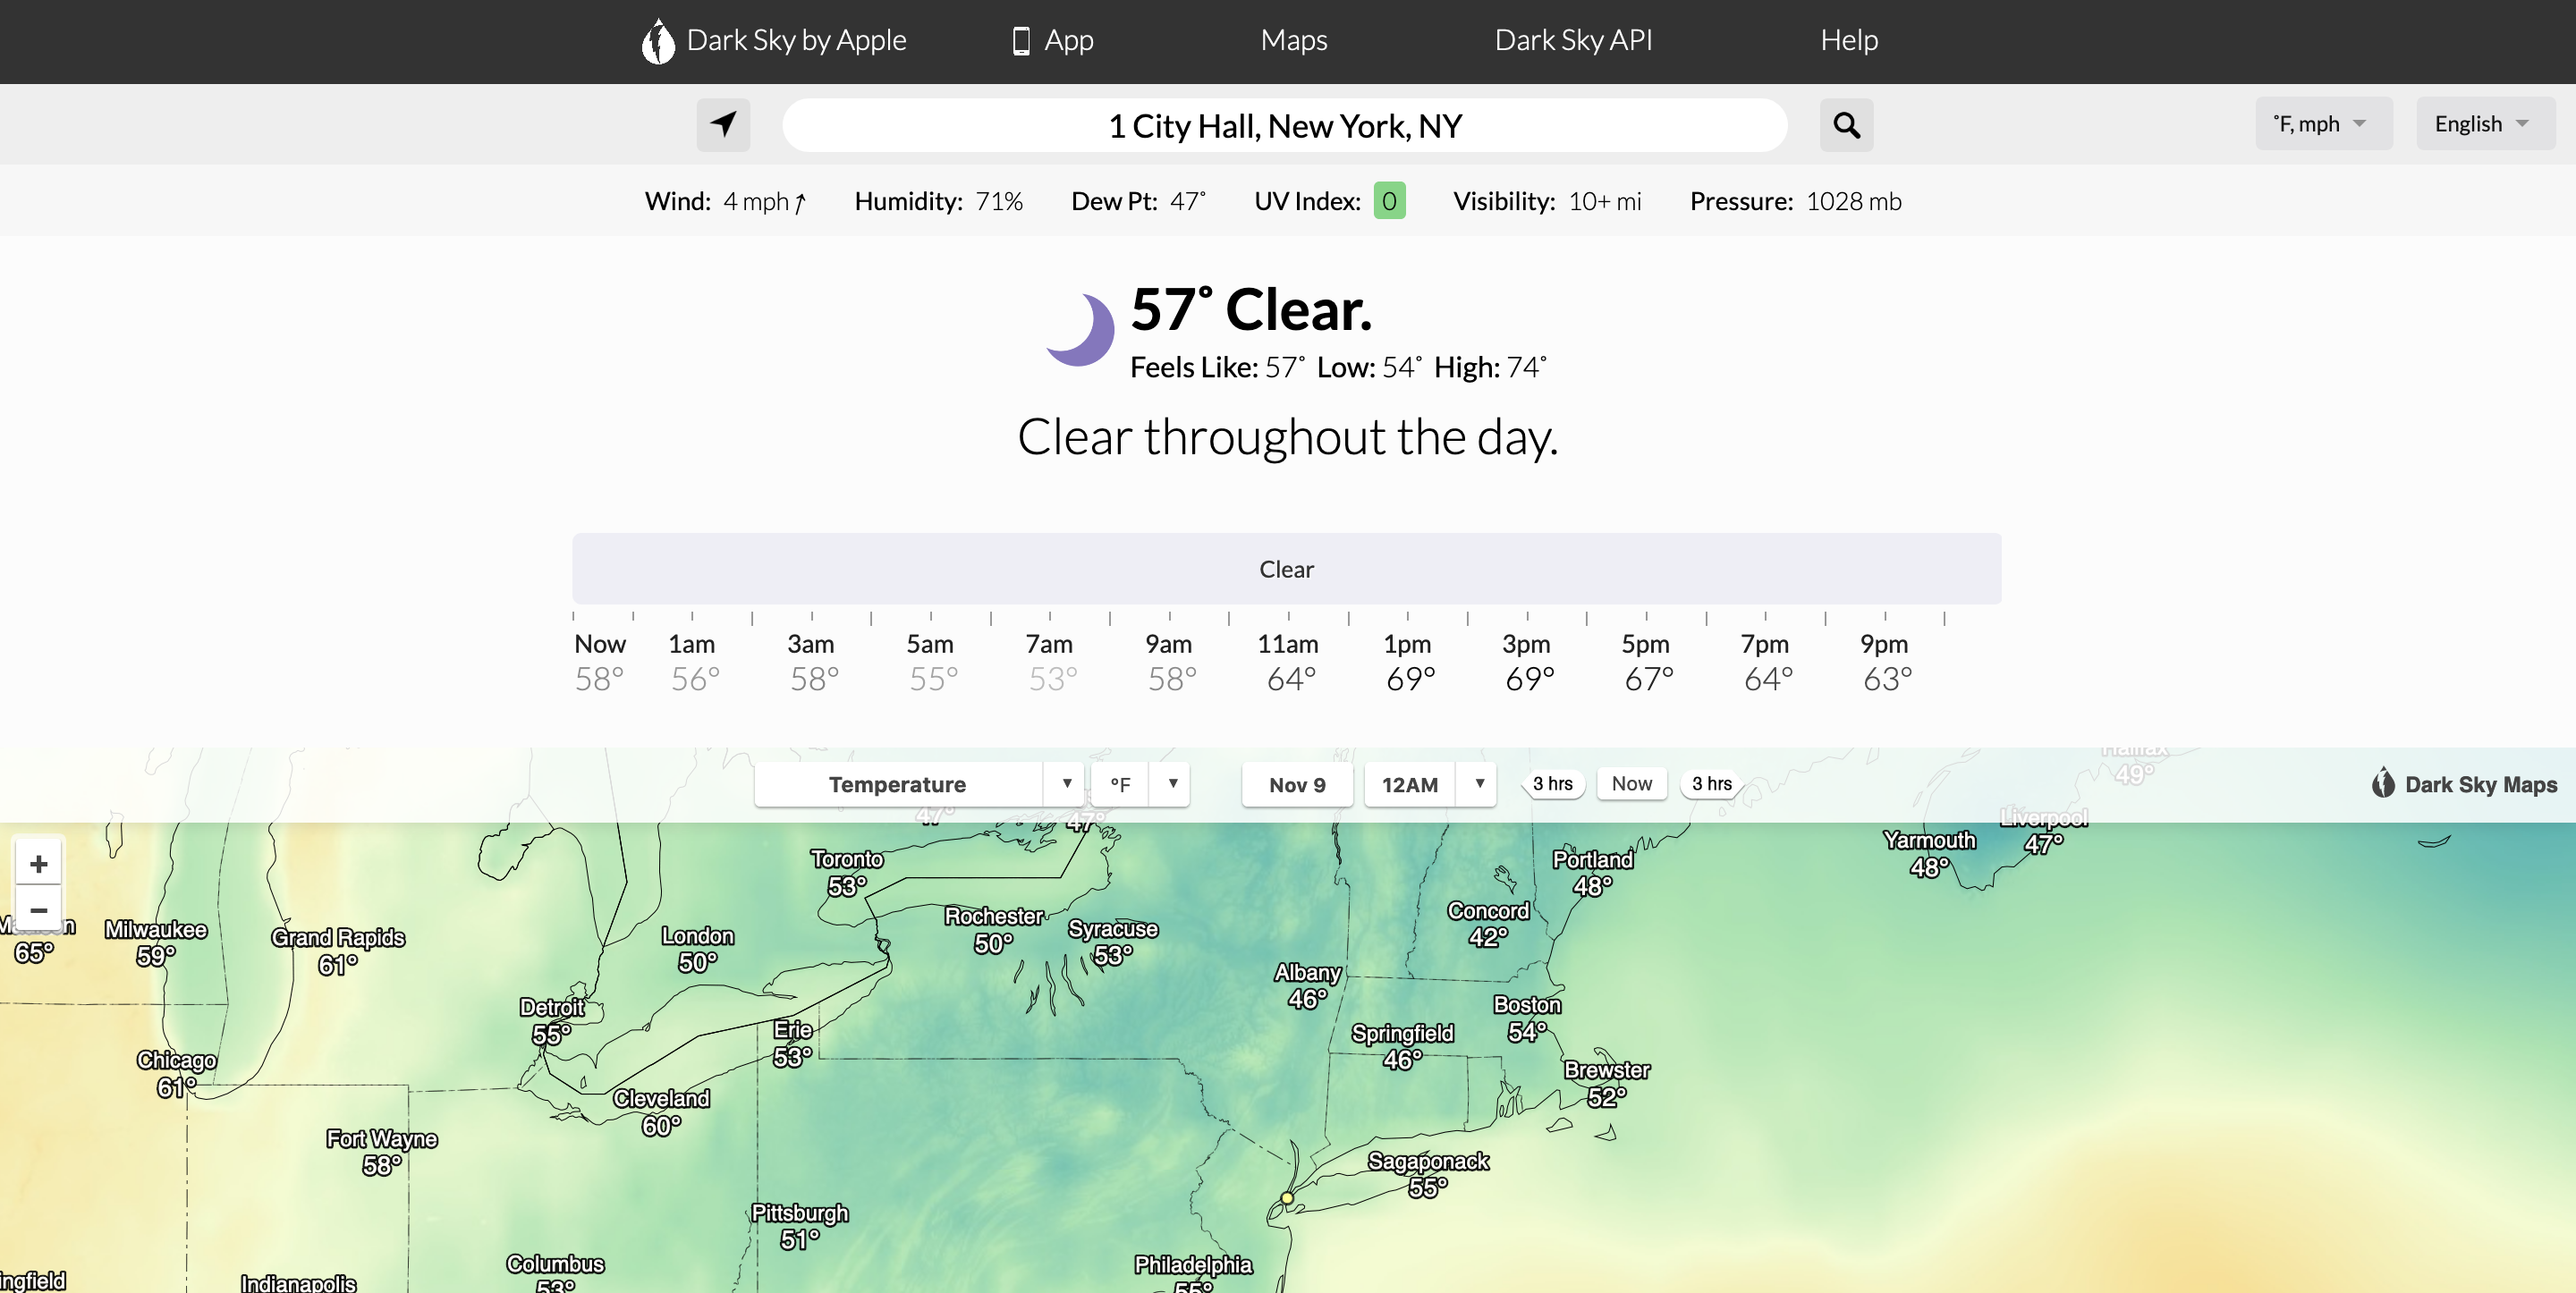 Dark Sky by Apple App Maps Dark Sky API Help
1 City Hall, New York, NY ˚F, mph English
Wind: 4 mph Humidity: 71% Dew Pt: 47˚ UV Index: 0 Visibility: 10+ mi Pressure: 1028 mb
57˚ Clear.
Feels Like: 57˚ Low: 54˚ High: 74˚
Clear throughout the day.
Clear
Now 1am 3am 5am 7am 9am 11am 1pm 3pm 5pm 7pm 9pm
58° 56° 58° 55° 53° 58° 64° 69° 69° 67° 64° 63°
Halifax
49°
Temperature °F Nov 9 12AM 3 hrs Now 3 hrs Dark Sky Maps
47° 47°
Liverpool
47°
Yarmouth
48°
+
−
Toronto
53°
Portland
48°
65°
Milwaukee
59°
Grand Rapids
61°
London
50°
Rochester
50°
Syracuse
53°
Concord
42°
Albany
46°
Detroit
55°
Erie
53°
Boston
54°
Springfield
46°
Chicago
61°
Cleveland
60°
Brewster
52°
Fort Wayne
58°
Sagaponack
55°
Pittsburgh
51°
Columbus
53°
Philadelphia
55°
ingfield
Indianapolis